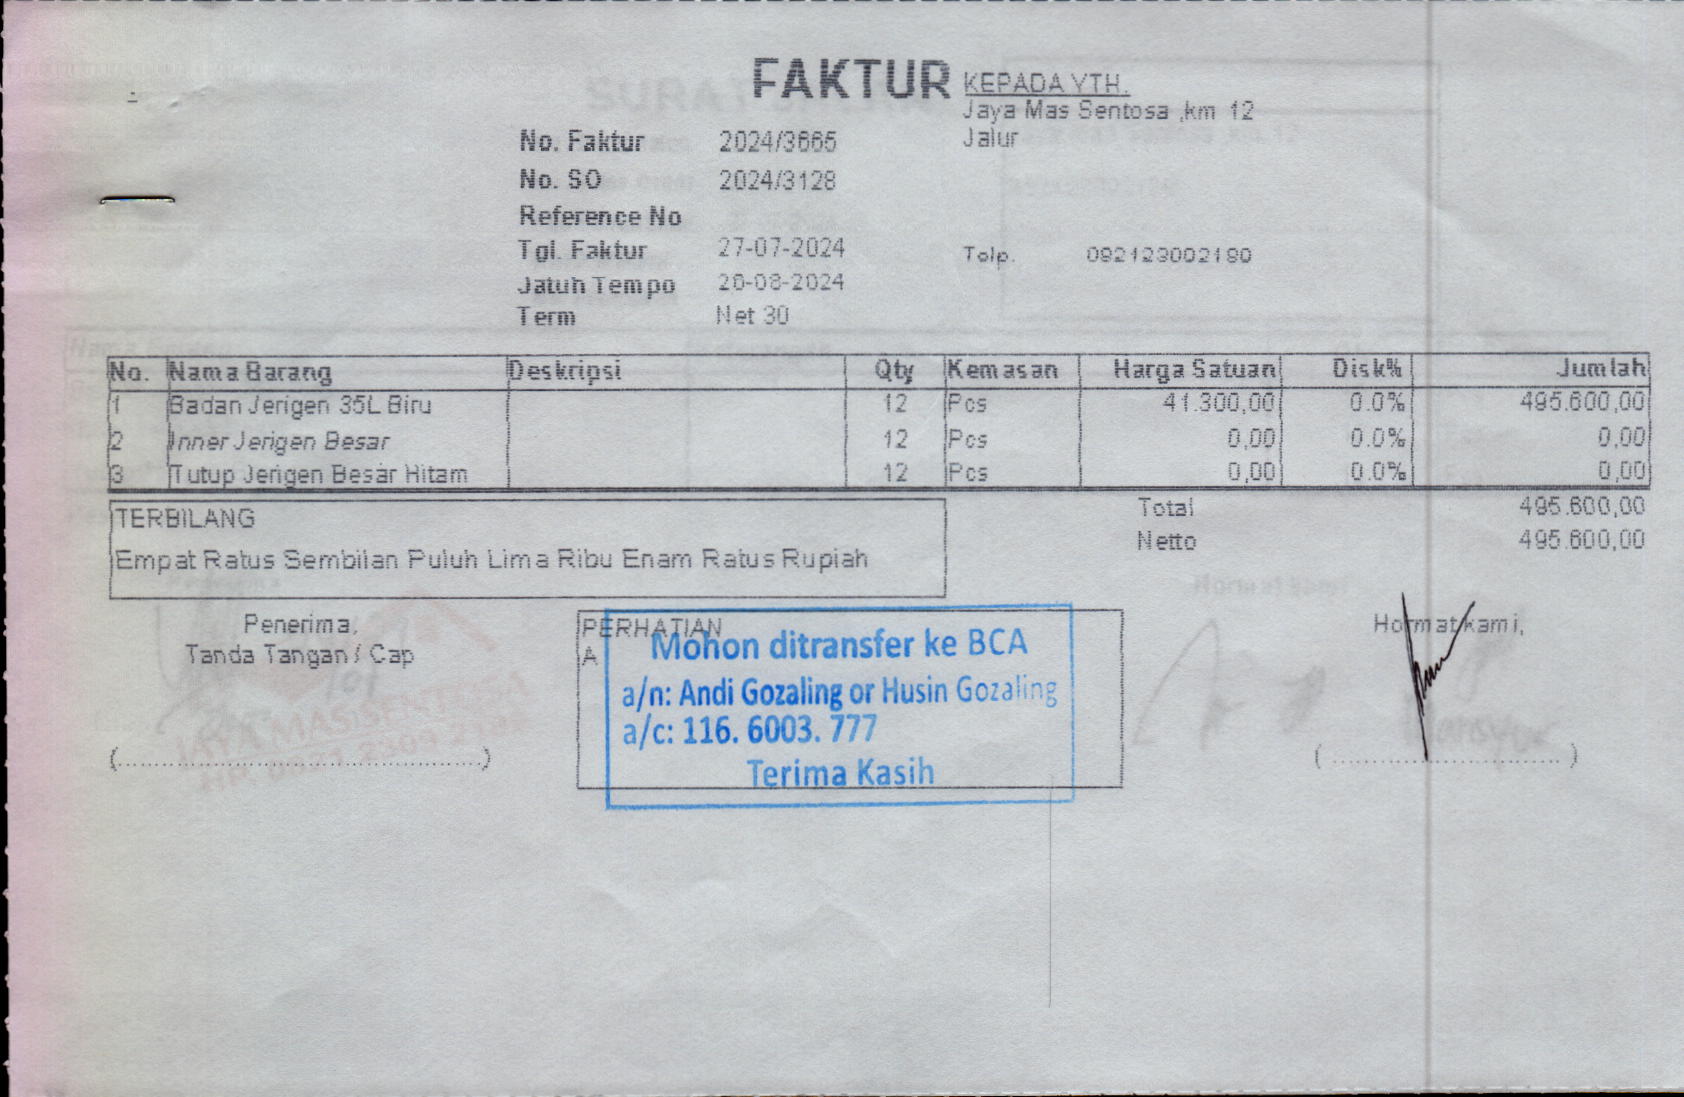 FAKTUR
KEPADA YTH.
Jaya Mas Sentosa ,km 12
Jalur
No. Faktur 2024/3665
No. SO 2024/3128
Reference No
Tgl. Faktur 27-07-2024
Telp.
Jatuh Tempo 26-08-2024
Term Net 30
No. Nama Barang Deskripsi Qty Kemasan Harga Satuan Disk% Jumlah
1 Badan Jerigen 35L Biru 12 Pcs 41.300,00 0.0% 495.600,00
2 Inner Jerigen Besar 12 Pcs 0,00 0.0% 0,00
3 Tutup Jerigen Besar Hitam 12 Pcs 0,00 0.0% 0,00
TERBILANG
Empat Ratus Sembilan Puluh Lima Ribu Enam Ratus Rupiah
Total 495.600,00
Netto 495.600,00
Penerima,
Tanda Tangan / Cap
(............................................................)
PERHATIAN
A
Mohon ditransfer ke BCA
a/n: Andi Gozaling or Husin Gozaling
a/c: 116. 6003. 777
Terima Kasih
Hormat kami,
(......................................)
JAYA MAS SENTOSA